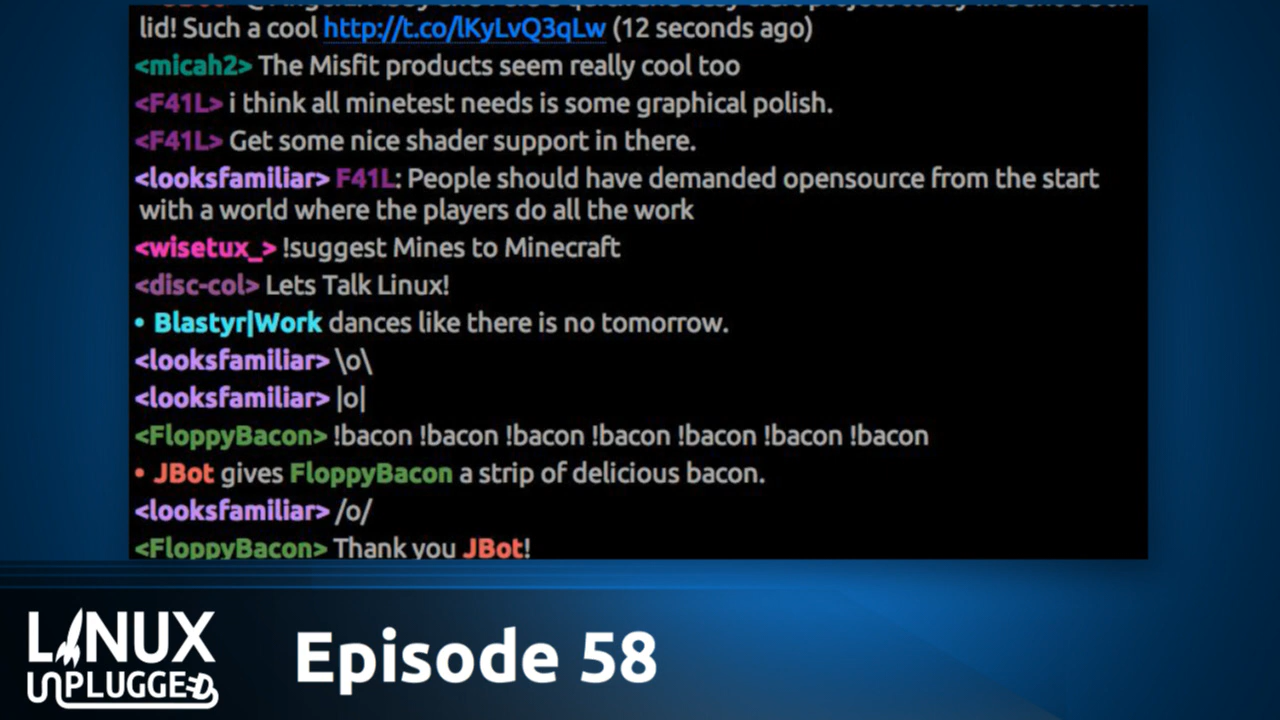 lid! Such a cool http://t.co/lKyLvQ3qLw (12 seconds ago)
<micah2> The Misfit products seem really cool too
<F41L> i think all minetest needs is some graphical polish.
<F41L> Get some nice shader support in there.
<looksfamiliar> F41L: People should have demanded opensource from the start
with a world where the players do all the work
<wisetux_> !suggest Mines to Minecraft
<disc-col> Lets Talk Linux!
• Blastyr|Work dances like there is no tomorrow.
<looksfamiliar> \o\
<looksfamiliar> |o|
<FloppyBacon> !bacon !bacon !bacon !bacon !bacon !bacon !bacon
• JBot gives FloppyBacon a strip of delicious bacon.
<looksfamiliar> /o/
<FloppyBacon> Thank you JBot!
LINUX
UNPLUGGED
Episode 58